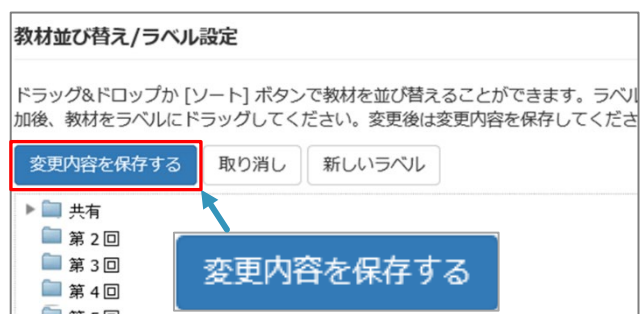 教材並び替え/ラベル設定
ドラッグ&ドロップか [ソート] ボタンで教材を並び替えることができます。ラベル
加後、教材をラベルにドラッグしてください。変更後は変更内容を保存してくださ
変更内容を保存する 取り消し 新しいラベル
共有
第 2 回
第 3 回
第 4 回
変更内容を保存する